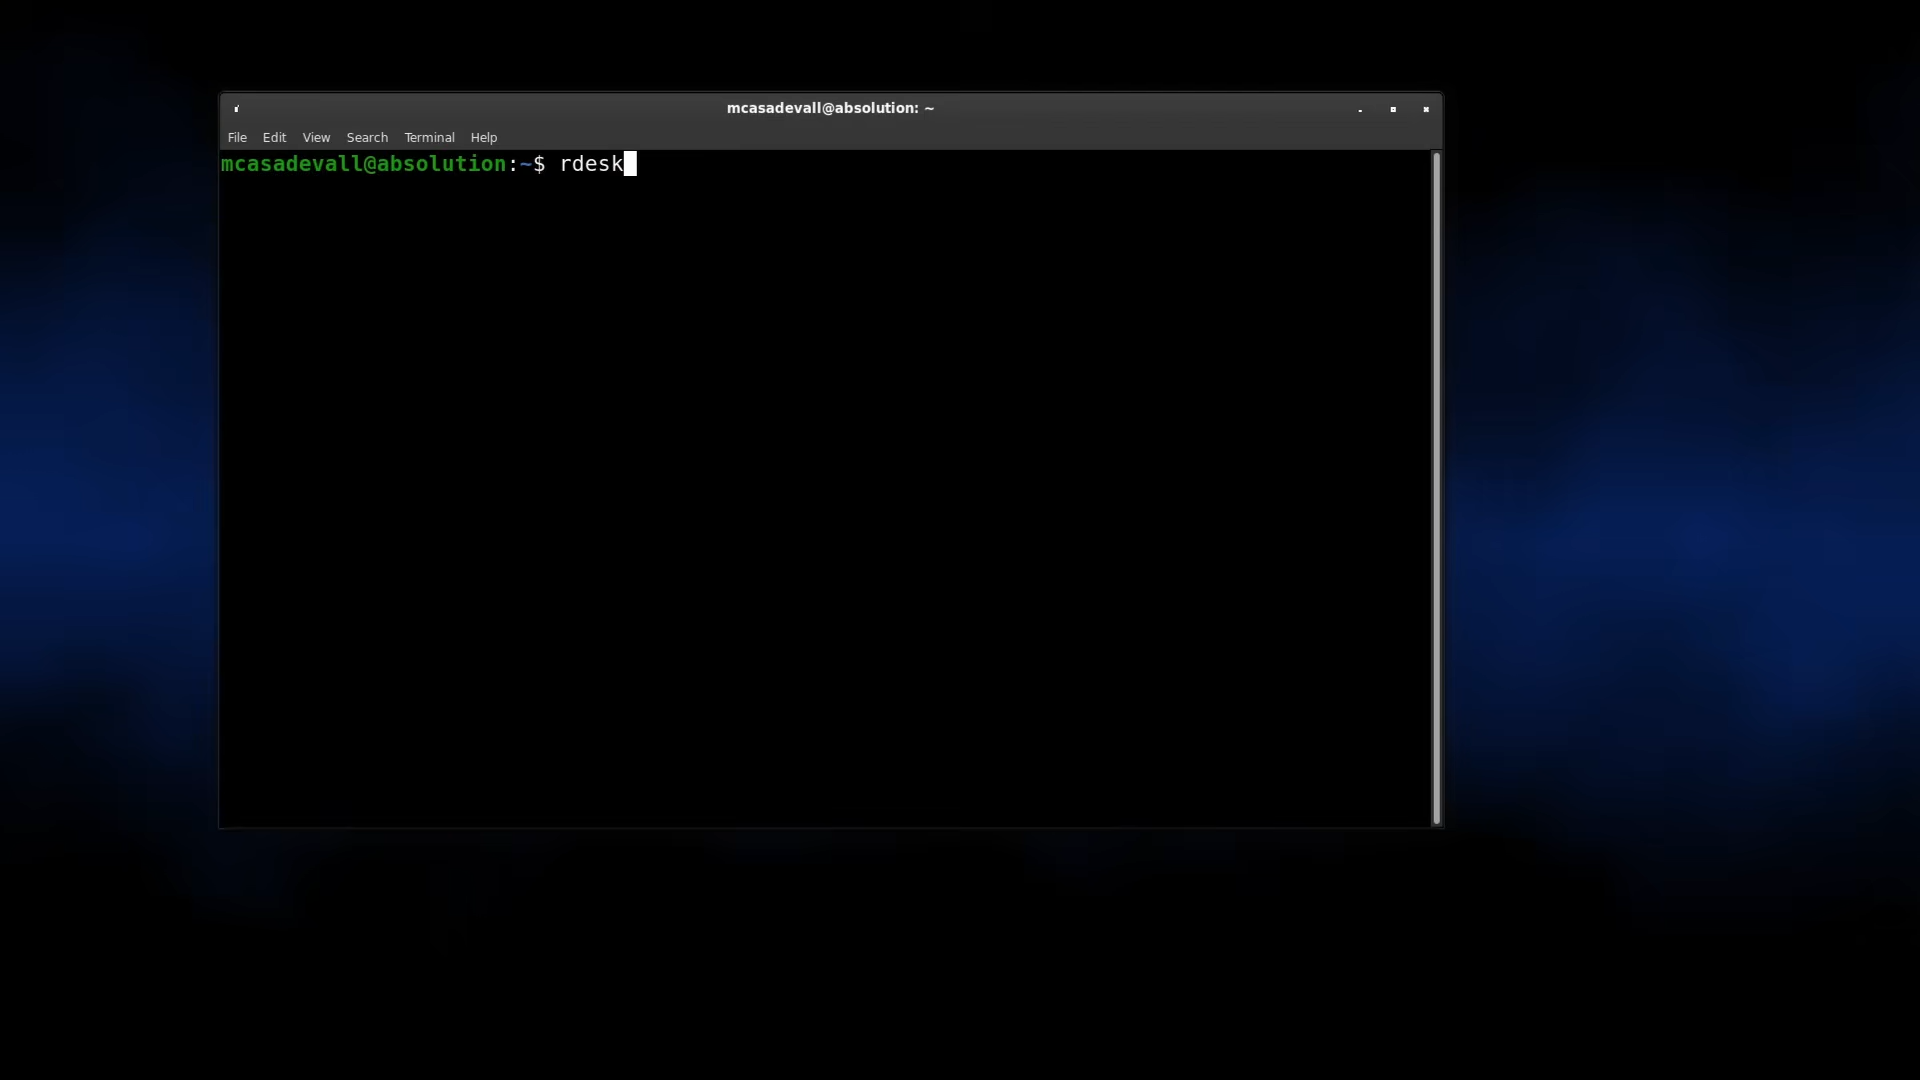 mcasadevall@absolution: ~
File Edit View Search Terminal Help
mcasadevall@absolution:~$ rdesk